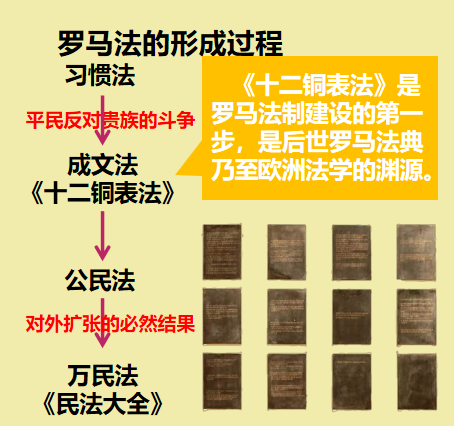 罗马法的形成过程
习惯法
平民反对贵族的斗争
成文法
《十二铜表法》
公民法
对外扩张的必然结果
万民法
《民法大全》
《十二铜表法》是
罗马法制建设的第一
步，是后世罗马法典
乃至欧洲法学的渊源。